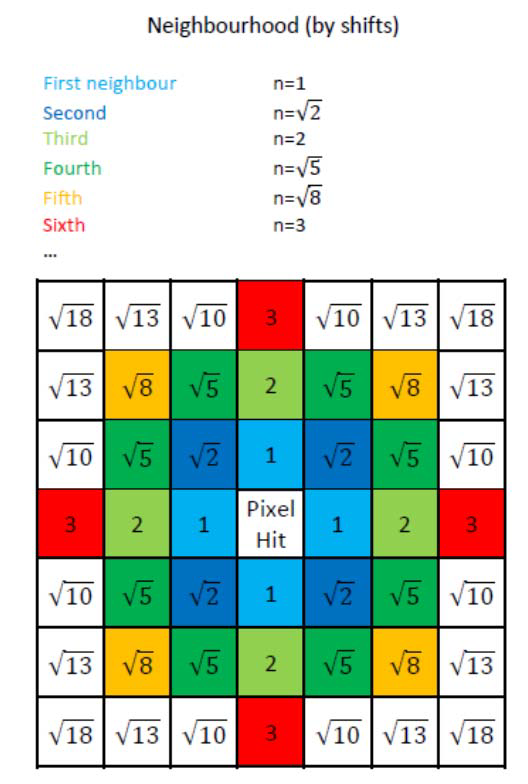 Neighbourhood (by shifts)
First neighbour n=1
Second n=√2
Third n=2
Fourth n=√5
Fifth n=√8
Sixth n=3
...
√18 √13 √10 3 √10 √13 √18
√13 √8 √5 2 √5 √8 √13
√10 √5 √2 1 √2 √5 √10
3 2 1 Pixel Hit 1 2 3
√10 √5 √2 1 √2 √5 √10
√13 √8 √5 2 √5 √8 √13
√18 √13 √10 3 √10 √13 √18